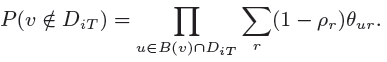 P(v ∉ D_{iT}) = ∏_{u∈B(v)∩D_{iT}} ∑_r (1 − ρ_r)θ_{ur}.